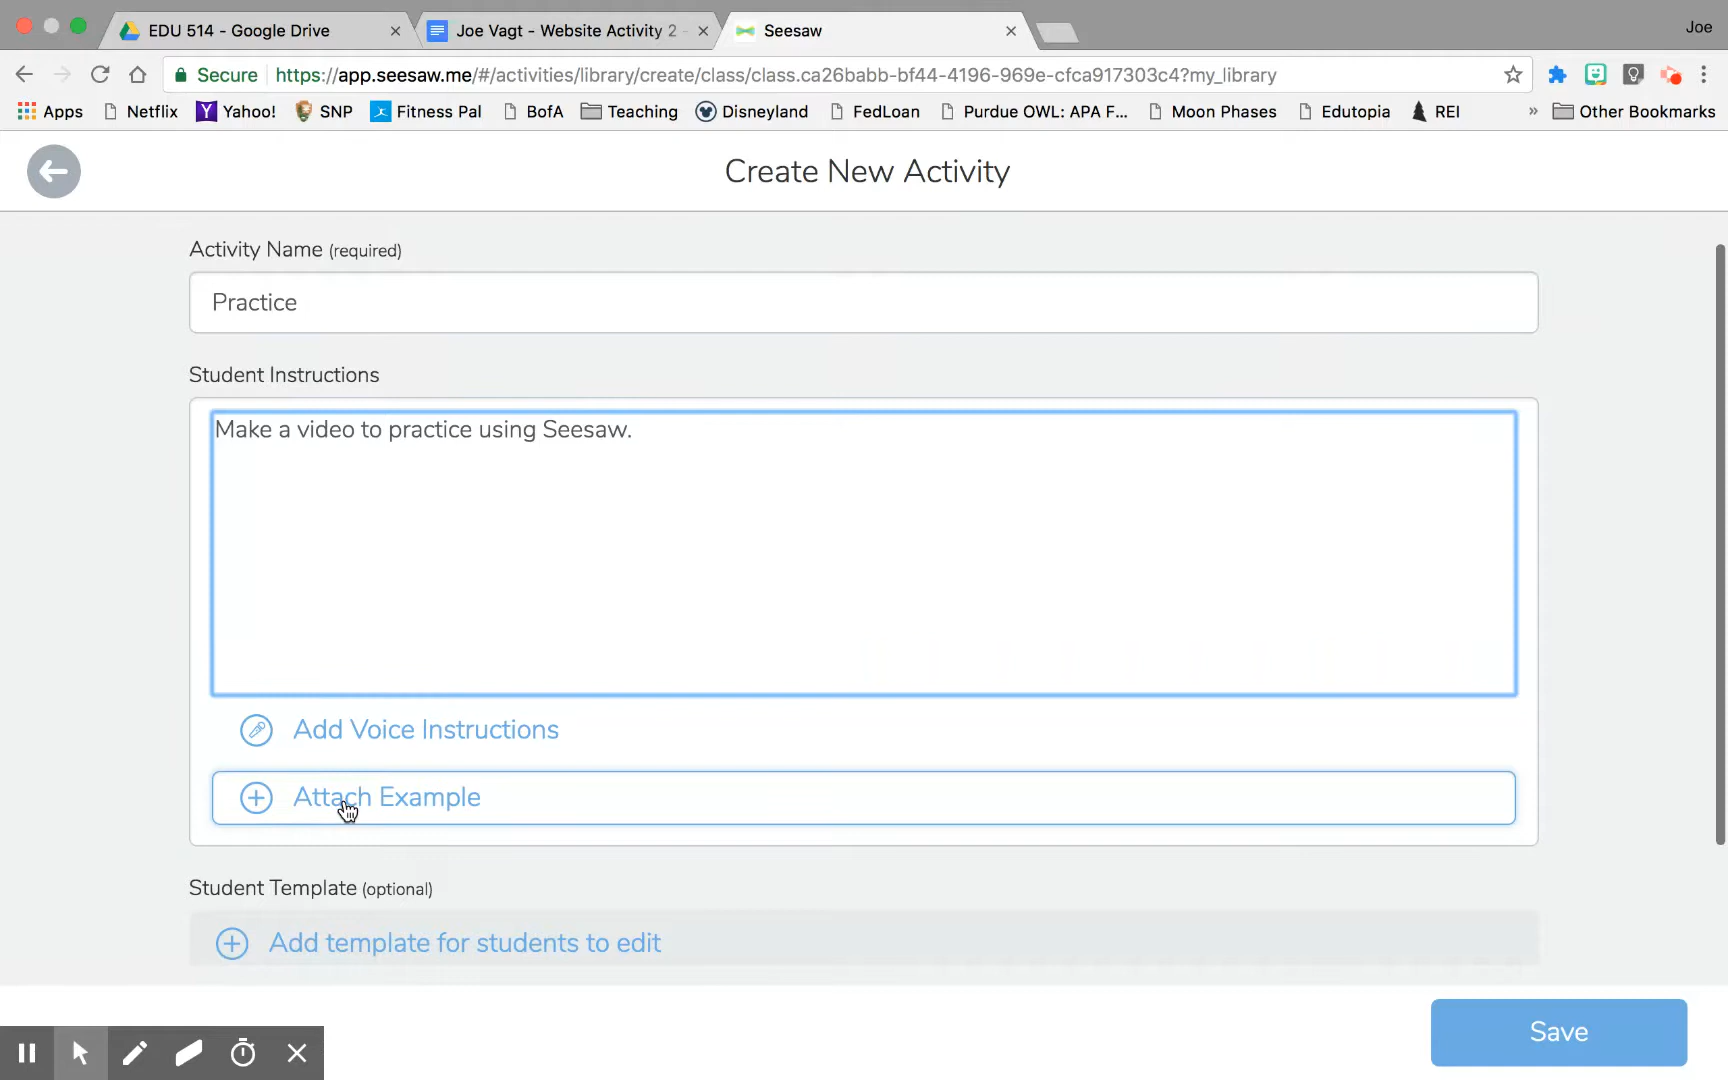 EDU 514 - Google Drive
Joe Vagt - Website Activity 2 -
Seesaw
Joe
Secure https://app.seesaw.me/#/activities/library/create/class/class.ca26babb-bf44-4196-969e-cfca917303c4?my_library
Apps Netflix Yahoo! SNP Fitness Pal BofA Teaching Disneyland FedLoan Purdue OWL: APA F... Moon Phases Edutopia REI » Other Bookmarks
Create New Activity
Activity Name (required)
Practice
Student Instructions
Make a video to practice using Seesaw.
Add Voice Instructions
Attach Example
Student Template (optional)
Add template for students to edit
Save